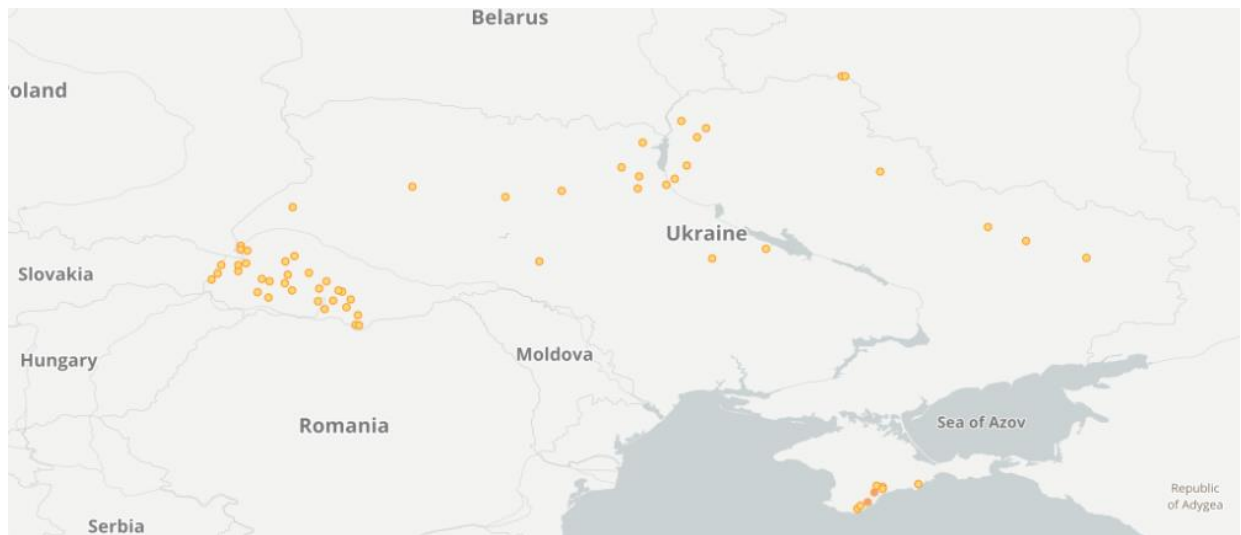 Belarus
oland
Ukraine
Slovakia
Hungary
Moldova
Romania
Sea of Azov
Republic
of Adygea
Serbia